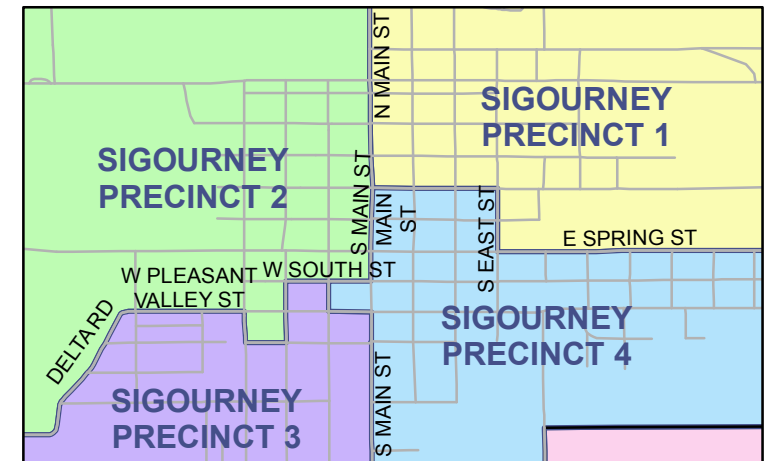 N MAIN ST
SIGOURNEY
PRECINCT 1
SIGOURNEY
PRECINCT 2
S MAIN ST
MAIN
ST
S EAST ST
E SPRING ST
W PLEASANT
VALLEY ST
W SOUTH ST
DELTA RD
SIGOURNEY
PRECINCT 4
S MAIN ST
SIGOURNEY
PRECINCT 3